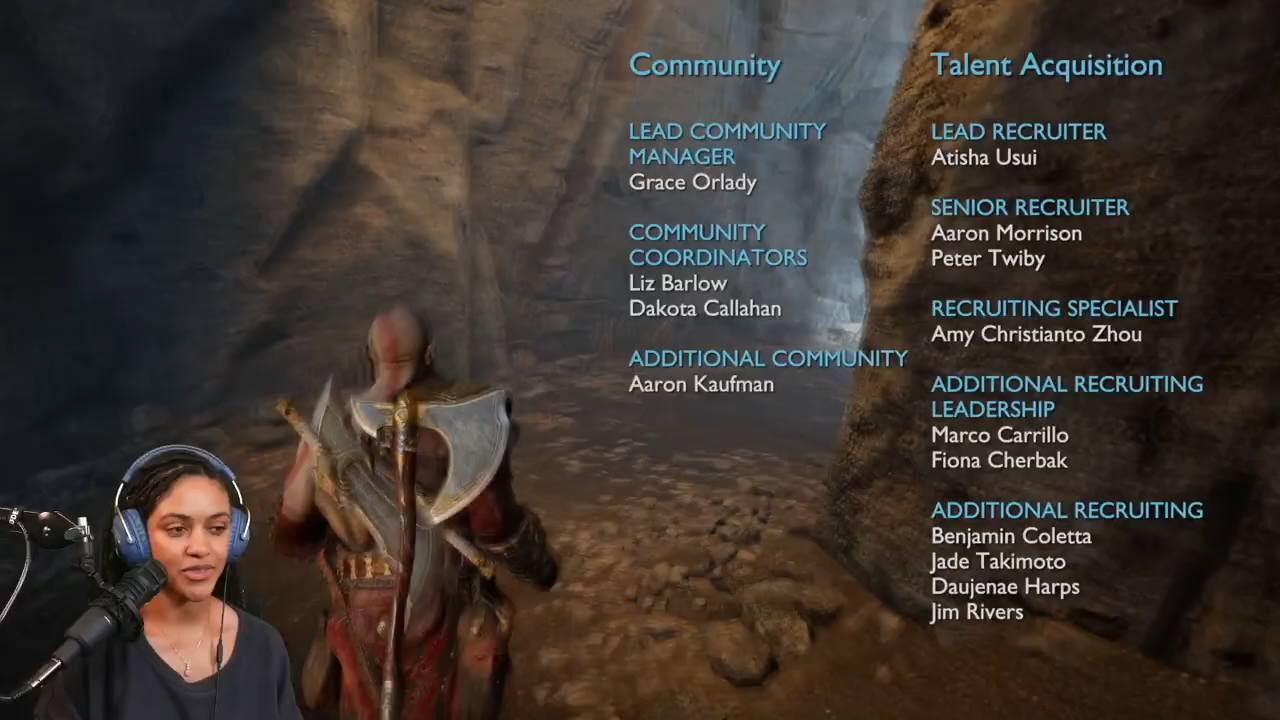 Community
LEAD COMMUNITY
MANAGER
Grace Orlady
COMMUNITY
COORDINATORS
Liz Barlow
Dakota Callahan
ADDITIONAL COMMUNITY
Aaron Kaufman
Talent Acquisition
LEAD RECRUITER
Atisha Usui
SENIOR RECRUITER
Aaron Morrison
Peter Twiby
RECRUITING SPECIALIST
Amy Christianto Zhou
ADDITIONAL RECRUITING
LEADERSHIP
Marco Carrillo
Fiona Cherbak
ADDITIONAL RECRUITING
Benjamin Coletta
Jade Takimoto
Daujenae Harps
Jim Rivers